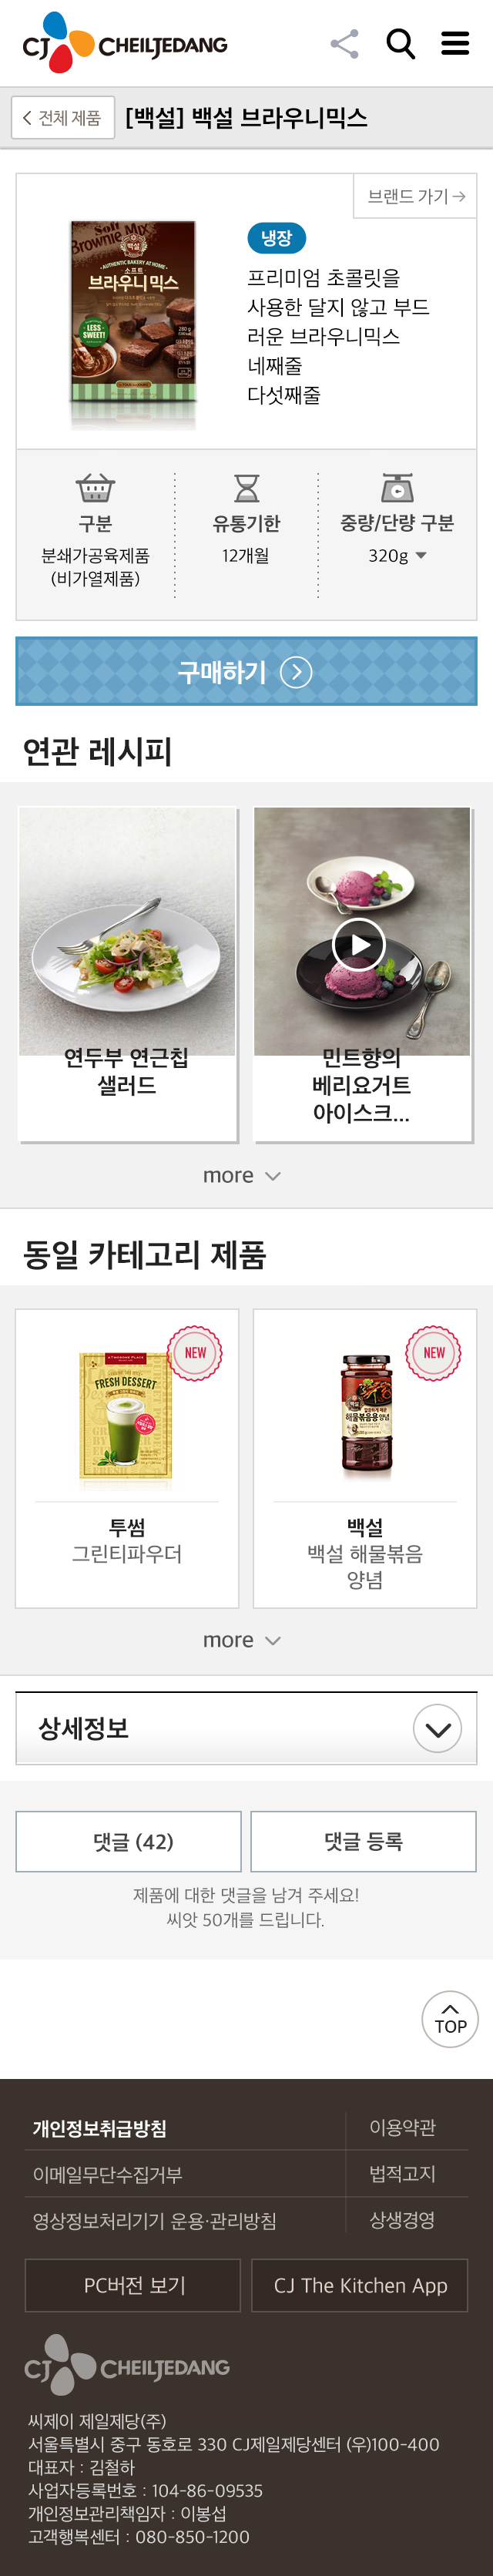 CJ CHEILJEDANG
전체 제품
[백설] 백설 브라우니믹스
브랜드 가기
Soft
Brownie Mix
백설
AUTHENTIC BAKERY AT HOME
소프트
브라우니믹스
LESS
SWEET!
280 g
냉장
프리미엄 초콜릿을
사용한 달지 않고 부드
러운 브라우니믹스
네째줄
다섯째줄
구분
분쇄가공육제품
(비가열제품)
유통기한
12개월
중량/단량 구분
320g
구매하기
연관 레시피
연두부 연근칩
샐러드
민트향의
베리요거트
아이스크...
more
동일 카테고리 제품
NEW
FRESH DESSERT
투썸
그린티파우더
NEW
백설
해물볶음용양념
백설
백설 해물볶음
양념
more
상세정보
댓글 (42)
댓글 등록
제품에 대한 댓글을 남겨 주세요!
씨앗 50개를 드립니다.
TOP
개인정보취급방침
이용약관
이메일무단수집거부
법적고지
영상정보처리기기 운용·관리방침
상생경영
PC버전 보기
CJ The Kitchen App
CJ CHEILJEDANG
씨제이 제일제당(주)
서울특별시 중구 동호로 330 CJ제일제당센터 (우)100-400
대표자 : 김철하
사업자등록번호 : 104-86-09535
개인정보관리책임자 : 이봉섭
고객행복센터 : 080-850-1200